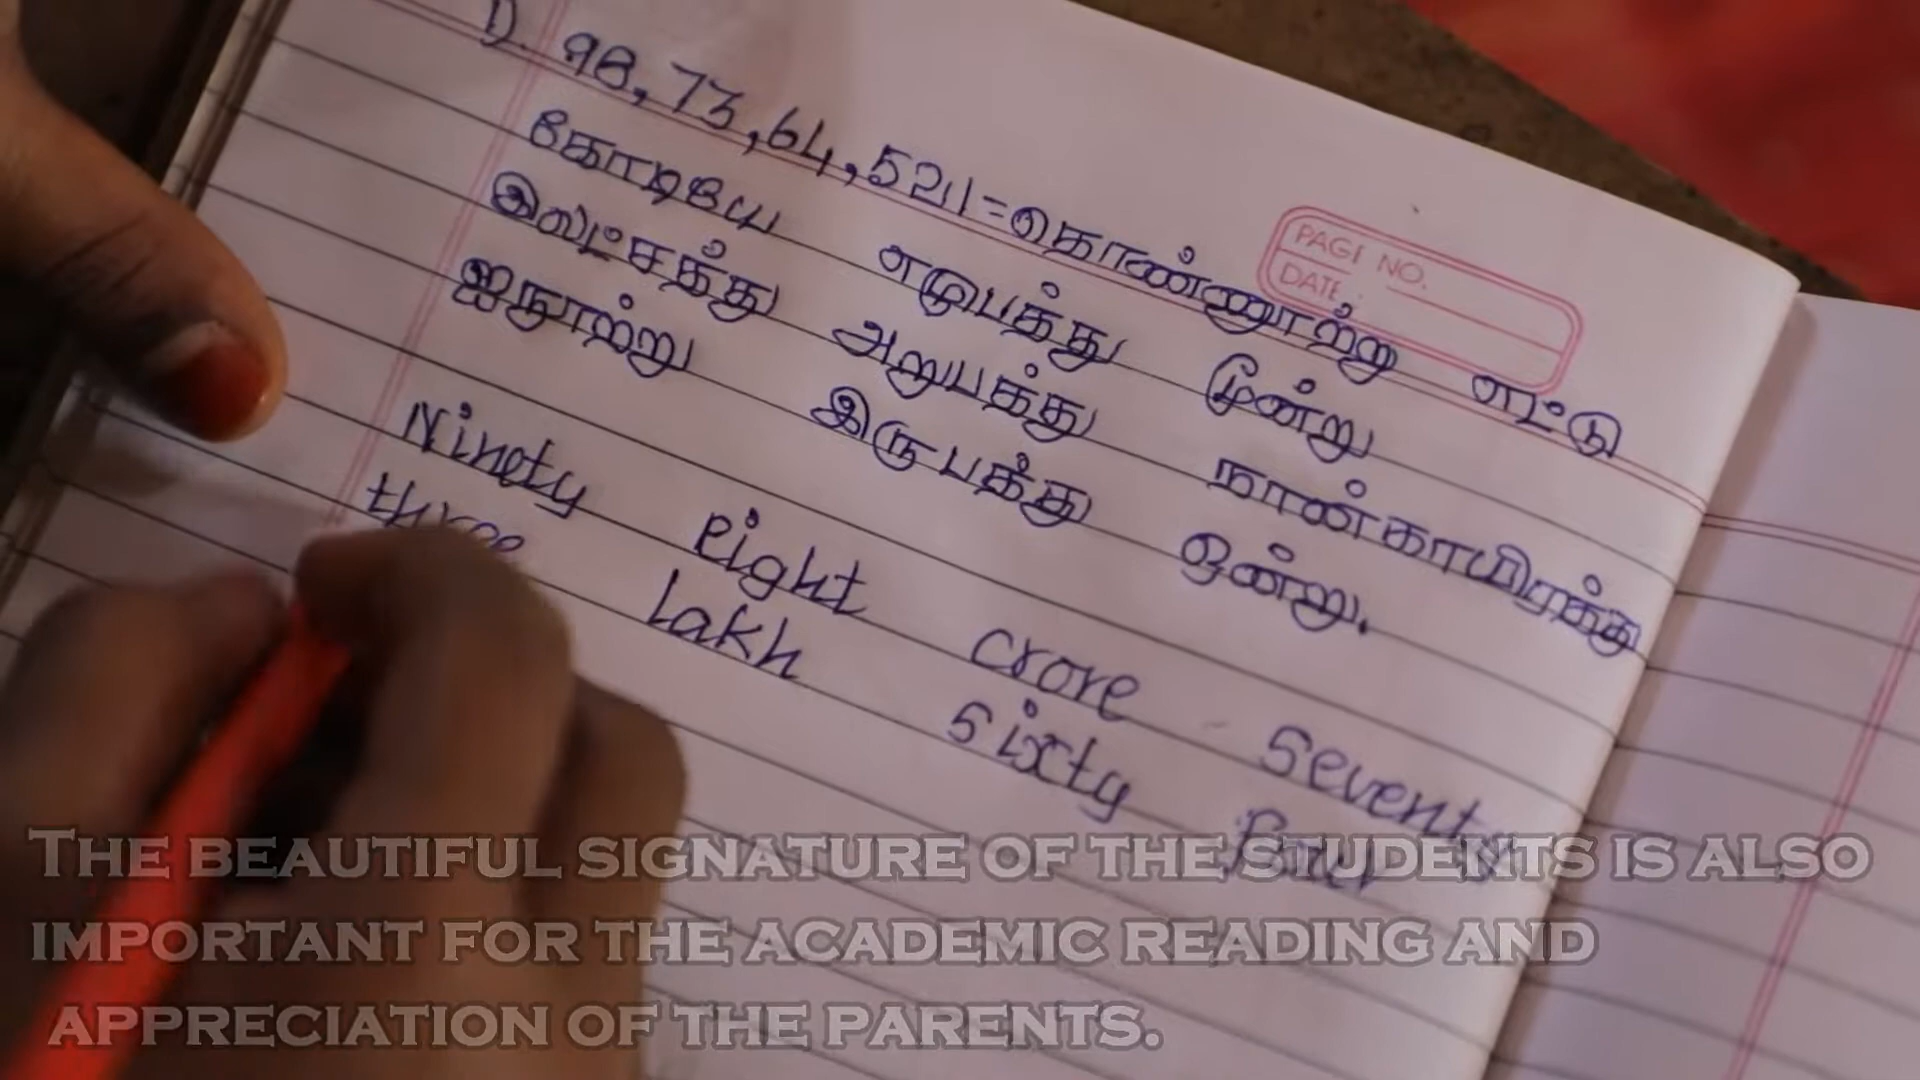 1). 98,73,64,521=தொண்ணூற்று எட்டு
கோடியே எழுபத்து மூன்று
இலட்சத்து அறுபத்து நான்காயிரத்து
ஐநூற்று இருபத்து ஒன்று.
Ninety eight crore seventy
three lakh sixty four
PAGE NO.
DATE:
THE BEAUTIFUL SIGNATURE OF THE STUDENTS IS ALSO
IMPORTANT FOR THE ACADEMIC READING AND
APPRECIATION OF THE PARENTS.